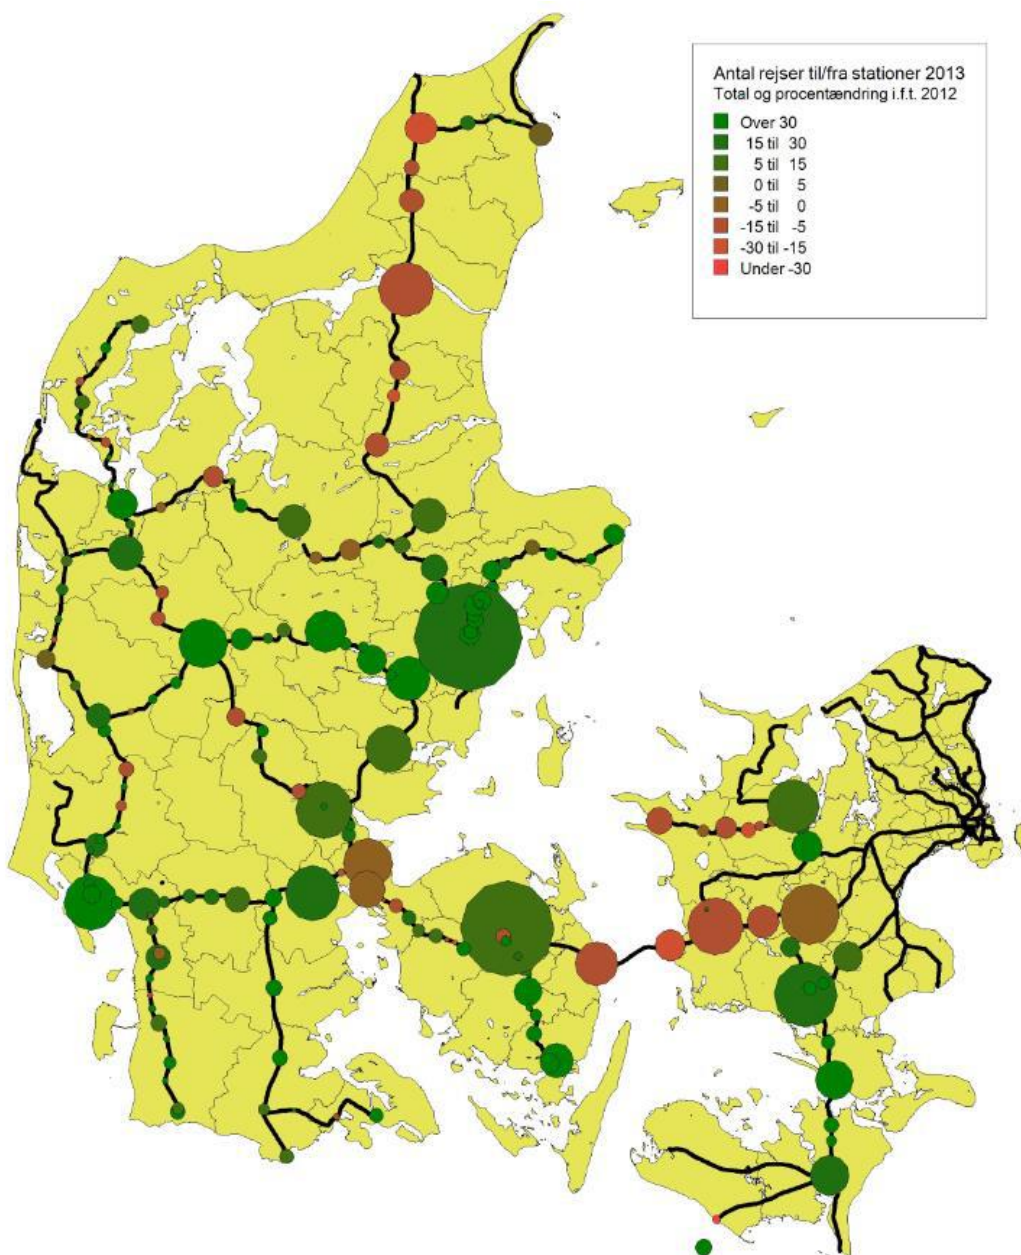 Antal rejser til/fra stationer 2013
Total og procentændring i.f.t. 2012
Over 30
15 til 30
5 til 15
0 til 5
-5 til 0
-15 til -5
-30 til -15
Under -30